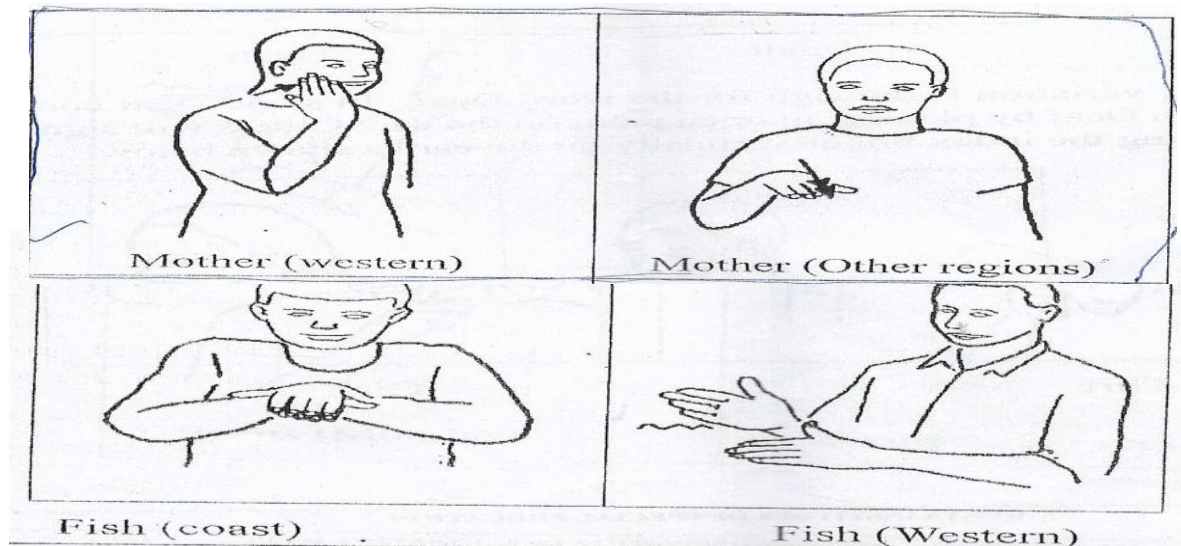 Mother (western)
Mother (Other regions)
Fish (coast)
Fish (Western)